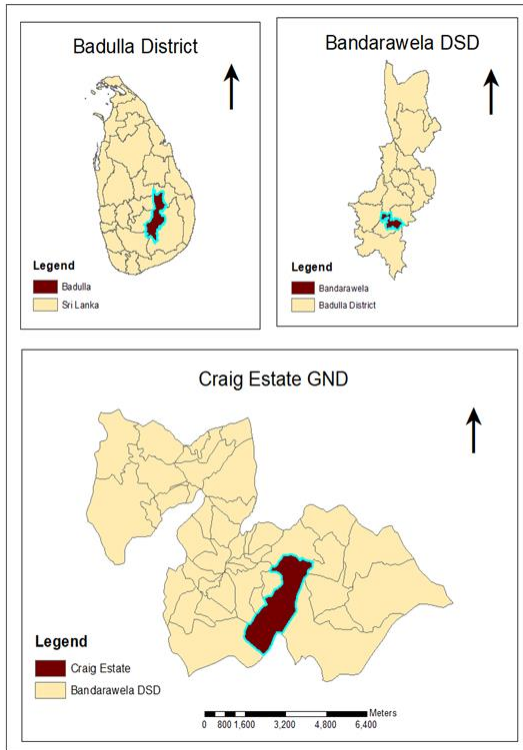 Badulla District
Legend
Badulla
Sri Lanka
Bandarawela DSD
Legend
Bandarawela
Badulla District
Craig Estate GND
Legend
Craig Estate
Bandarawela DSD
Meters
0 800 1,600 3,200 4,800 6,400